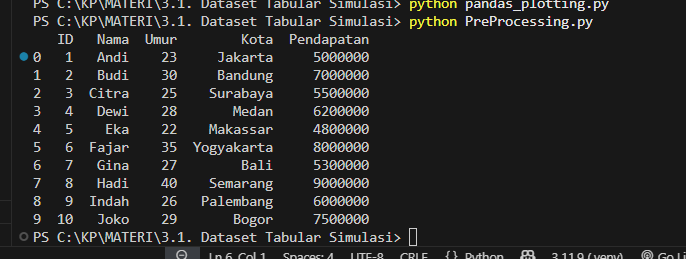 PS C:\KP\MATERI\3.1. Dataset Tabular Simulasi> python pandas_plotting.py
PS C:\KP\MATERI\3.1. Dataset Tabular Simulasi> python PreProcessing.py
ID Nama Umur Kota Pendapatan
0 1 Andi 23 Jakarta 5000000
1 2 Budi 30 Bandung 7000000
2 3 Citra 25 Surabaya 5500000
3 4 Dewi 28 Medan 6200000
4 5 Eka 22 Makassar 4800000
5 6 Fajar 35 Yogyakarta 8000000
6 7 Gina 27 Bali 5300000
7 8 Hadi 40 Semarang 9000000
8 9 Indah 26 Palembang 6000000
9 10 Joko 29 Bogor 7500000
PS C:\KP\MATERI\3.1. Dataset Tabular Simulasi>
Ln 6, Col 1 Spaces: 4 UTF-8 CRLF { } Python 3.11.9 (.venv) Go Li